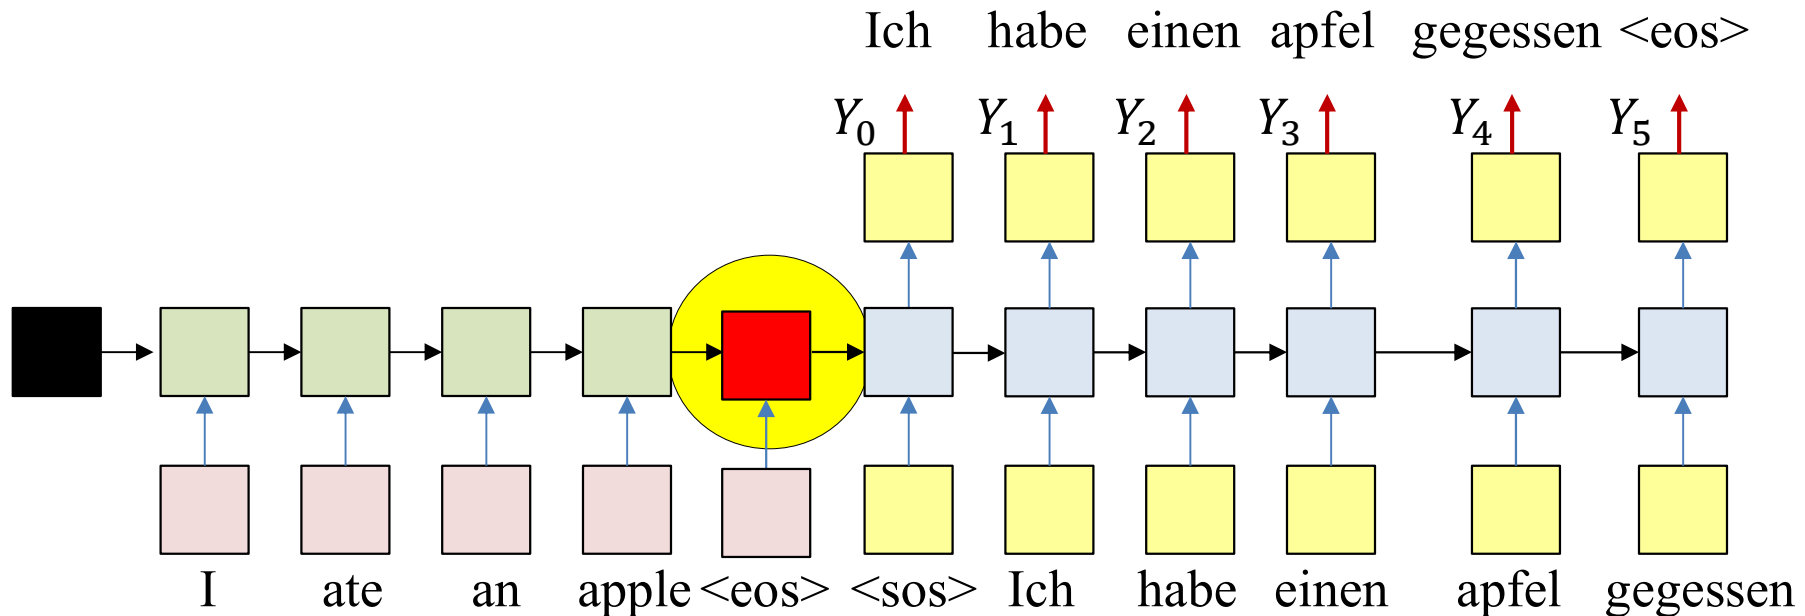 Ich habe einen apfel gegessen <eos>
Y₀ Y₁ Y₂ Y₃ Y₄ Y₅
I ate an apple <eos> <sos> Ich habe einen apfel gegessen